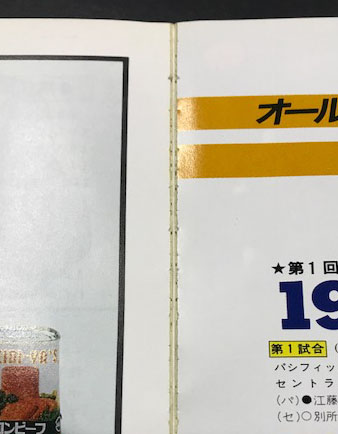 オール
★第1回
19
第1試合
パシフィッ
セントラ
(パ)●江藤
(セ)○別所
コンビーフ